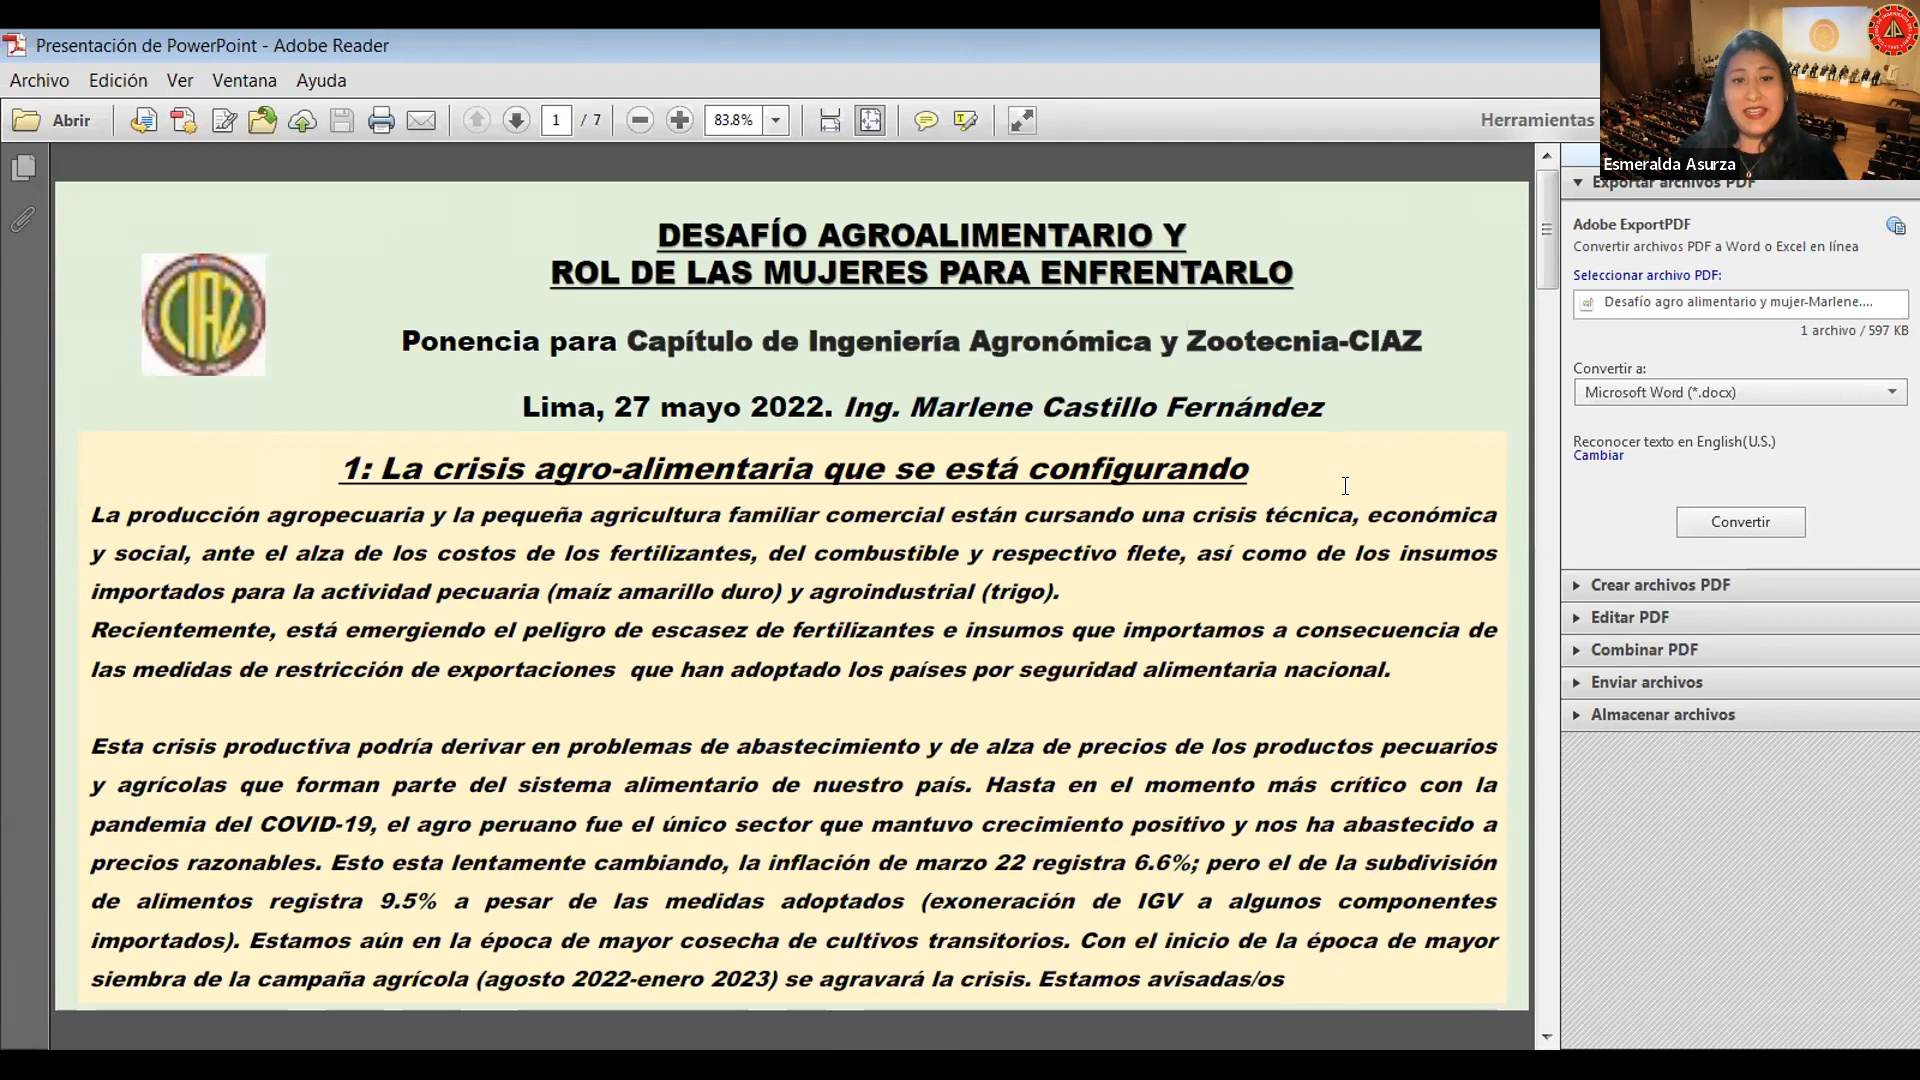 Presentación de PowerPoint - Adobe Reader
Archivo Edición Ver Ventana Ayuda
Abrir 1 / 7 83.8% Herramientas
Esmeralda Asurza
DESAFÍO AGROALIMENTARIO Y
ROL DE LAS MUJERES PARA ENFRENTARLO
CIAZ
Ponencia para Capítulo de Ingeniería Agronómica y Zootecnia-CIAZ
Lima, 27 mayo 2022. Ing. Marlene Castillo Fernández
1: La crisis agro-alimentaria que se está configurando
La producción agropecuaria y la pequeña agricultura familiar comercial están cursando una crisis técnica, económica
y social, ante el alza de los costos de los fertilizantes, del combustible y respectivo flete, así como de los insumos
importados para la actividad pecuaria (maíz amarillo duro) y agroindustrial (trigo).
Recientemente, está emergiendo el peligro de escasez de fertilizantes e insumos que importamos a consecuencia de
las medidas de restricción de exportaciones que han adoptado los países por seguridad alimentaria nacional.
Esta crisis productiva podría derivar en problemas de abastecimiento y de alza de precios de los productos pecuarios
y agrícolas que forman parte del sistema alimentario de nuestro país. Hasta en el momento más crítico con la
pandemia del COVID-19, el agro peruano fue el único sector que mantuvo crecimiento positivo y nos ha abastecido a
precios razonables. Esto esta lentamente cambiando, la inflación de marzo 22 registra 6.6%; pero el de la subdivisión
de alimentos registra 9.5% a pesar de las medidas adoptados (exoneración de IGV a algunos componentes
importados). Estamos aún en la época de mayor cosecha de cultivos transitorios. Con el inicio de la época de mayor
siembra de la campaña agrícola (agosto 2022-enero 2023) se agravará la crisis. Estamos avisadas/os
Exportar archivos PDF
Adobe ExportPDF
Convertir archivos PDF a Word o Excel en línea
Seleccionar archivo PDF:
Desafío agro alimentario y mujer-Marlene....
1 archivo / 597 KB
Convertir a:
Microsoft Word (*.docx)
Reconocer texto en English(U.S.)
Cambiar
Convertir
Crear archivos PDF
Editar PDF
Combinar PDF
Enviar archivos
Almacenar archivos